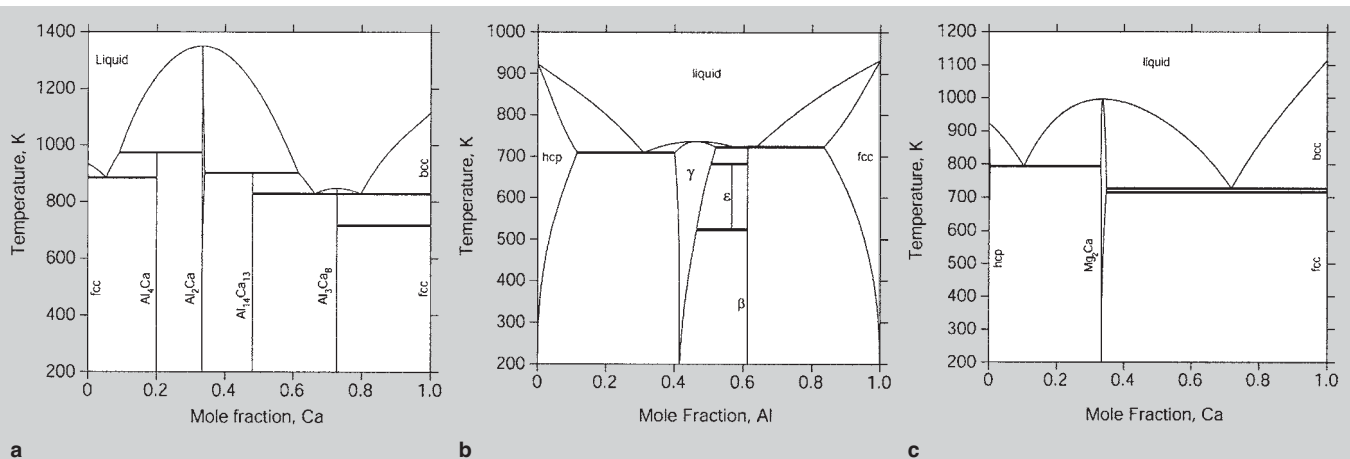 1400
1200
1000
800
600
400
200
Temperature, K
Liquid
bcc
fcc
Al4Ca
Al2Ca
Al14Ca13
Al3Ca8
fcc
0 0.2 0.4 0.6 0.8 1.0
Mole fraction, Ca
a
1000
900
800
700
600
500
400
300
200
Temperature, K
liquid
hcp
γ
ε
β
fcc
0 0.2 0.4 0.6 0.8 1.0
Mole Fraction, Al
b
1200
1100
1000
900
800
700
600
500
400
300
200
Temperature, K
liquid
bcc
hcp
Mg2Ca
fcc
0 0.2 0.4 0.6 0.8 1.0
Mole Fraction, Ca
c